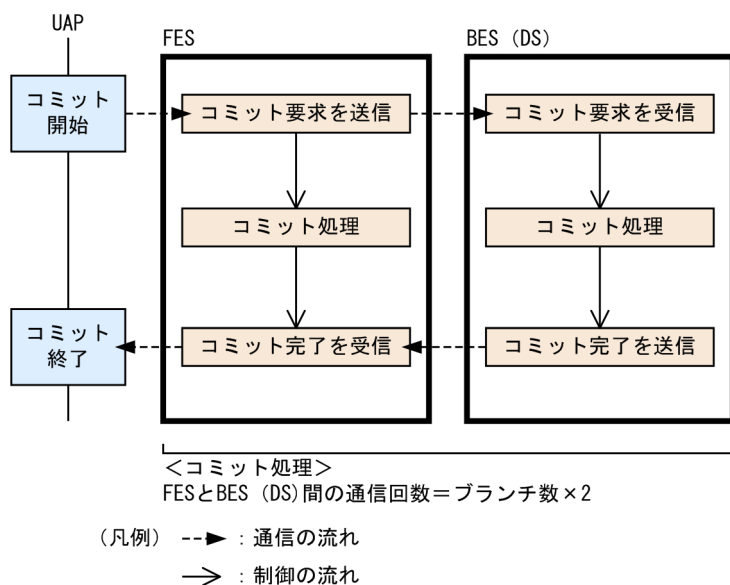 UAP
FES
BES (DS)
コミット
開始
コミット要求を送信
コミット要求を受信
コミット処理
コミット処理
コミット
終了
コミット完了を受信
コミット完了を送信
<コミット処理>
FESとBES (DS)間の通信回数=ブランチ数×2
(凡例)
:通信の流れ
:制御の流れ